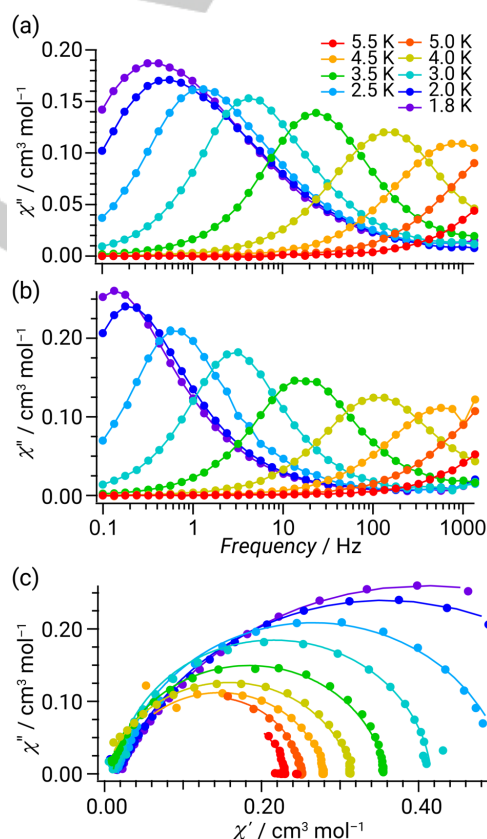 (a)
0.20
0.15
0.10
0.05
0.00
χ″ / cm³ mol⁻¹
5.5 K 5.0 K
4.5 K 4.0 K
3.5 K 3.0 K
2.5 K 2.0 K
1.8 K
(b)
0.20
0.10
0.00
χ″ / cm³ mol⁻¹
0.1 1 10 100 1000
Frequency / Hz
(c)
0.20
0.10
0.00
χ″ / cm³ mol⁻¹
0.00 0.20 0.40
χ′ / cm³ mol⁻¹